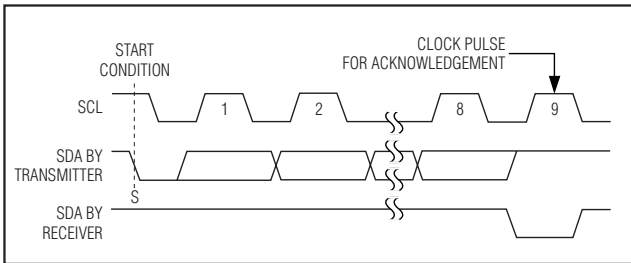 START
CONDITION
CLOCK PULSE
FOR ACKNOWLEDGEMENT
SCL
1
2
8
9
SDA BY
TRANSMITTER
S
SDA BY
RECEIVER